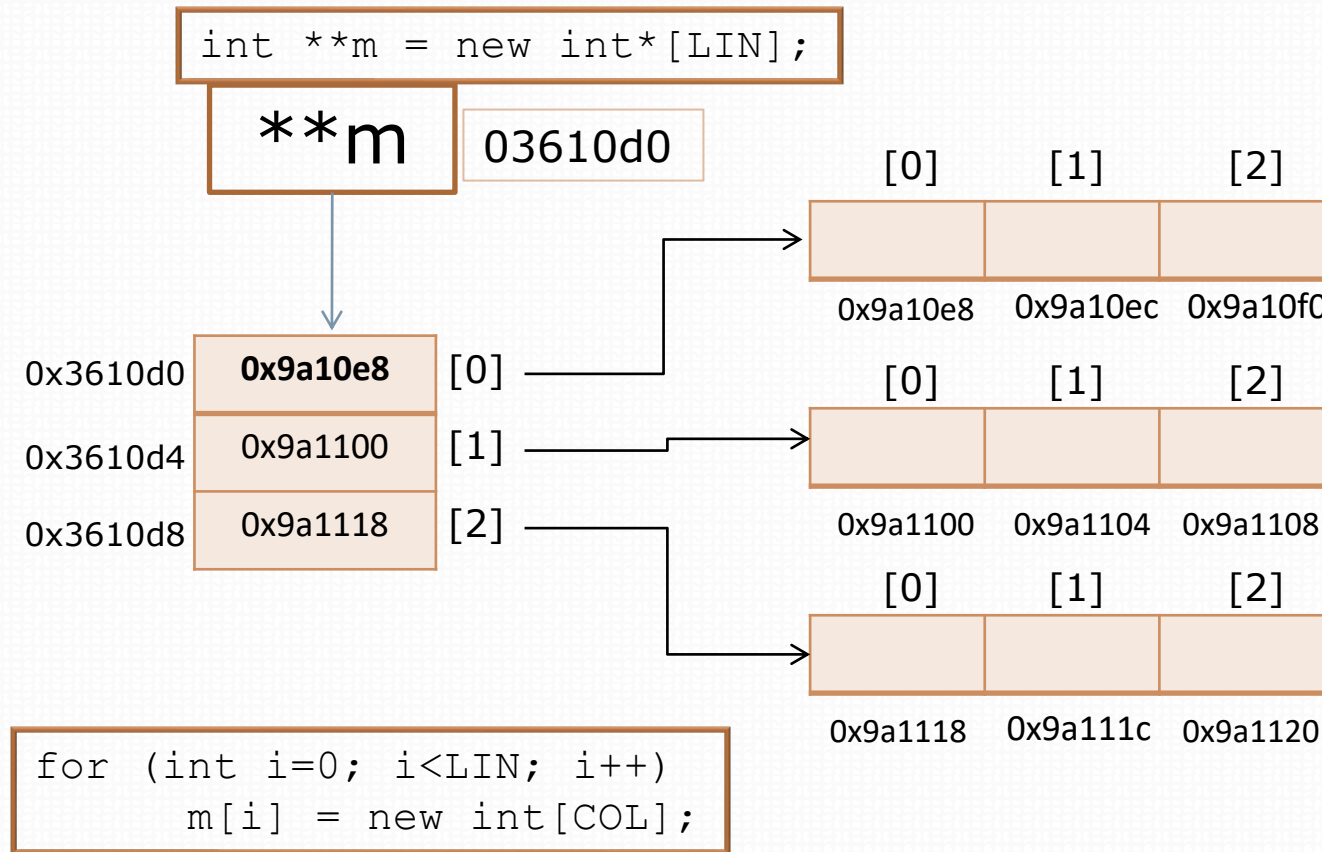 int **m = new int*[LIN];
**m 03610d0
[0] [1] [2]
0x9a10e8 0x9a10ec 0x9a10f0
0x3610d0 0x9a10e8 [0]
[0] [1] [2]
0x3610d4 0x9a1100 [1]
0x3610d8 0x9a1118 [2]
0x9a1100 0x9a1104 0x9a1108
[0] [1] [2]
0x9a1118 0x9a111c 0x9a1120
for (int i=0; i<LIN; i++)
m[i] = new int[COL];